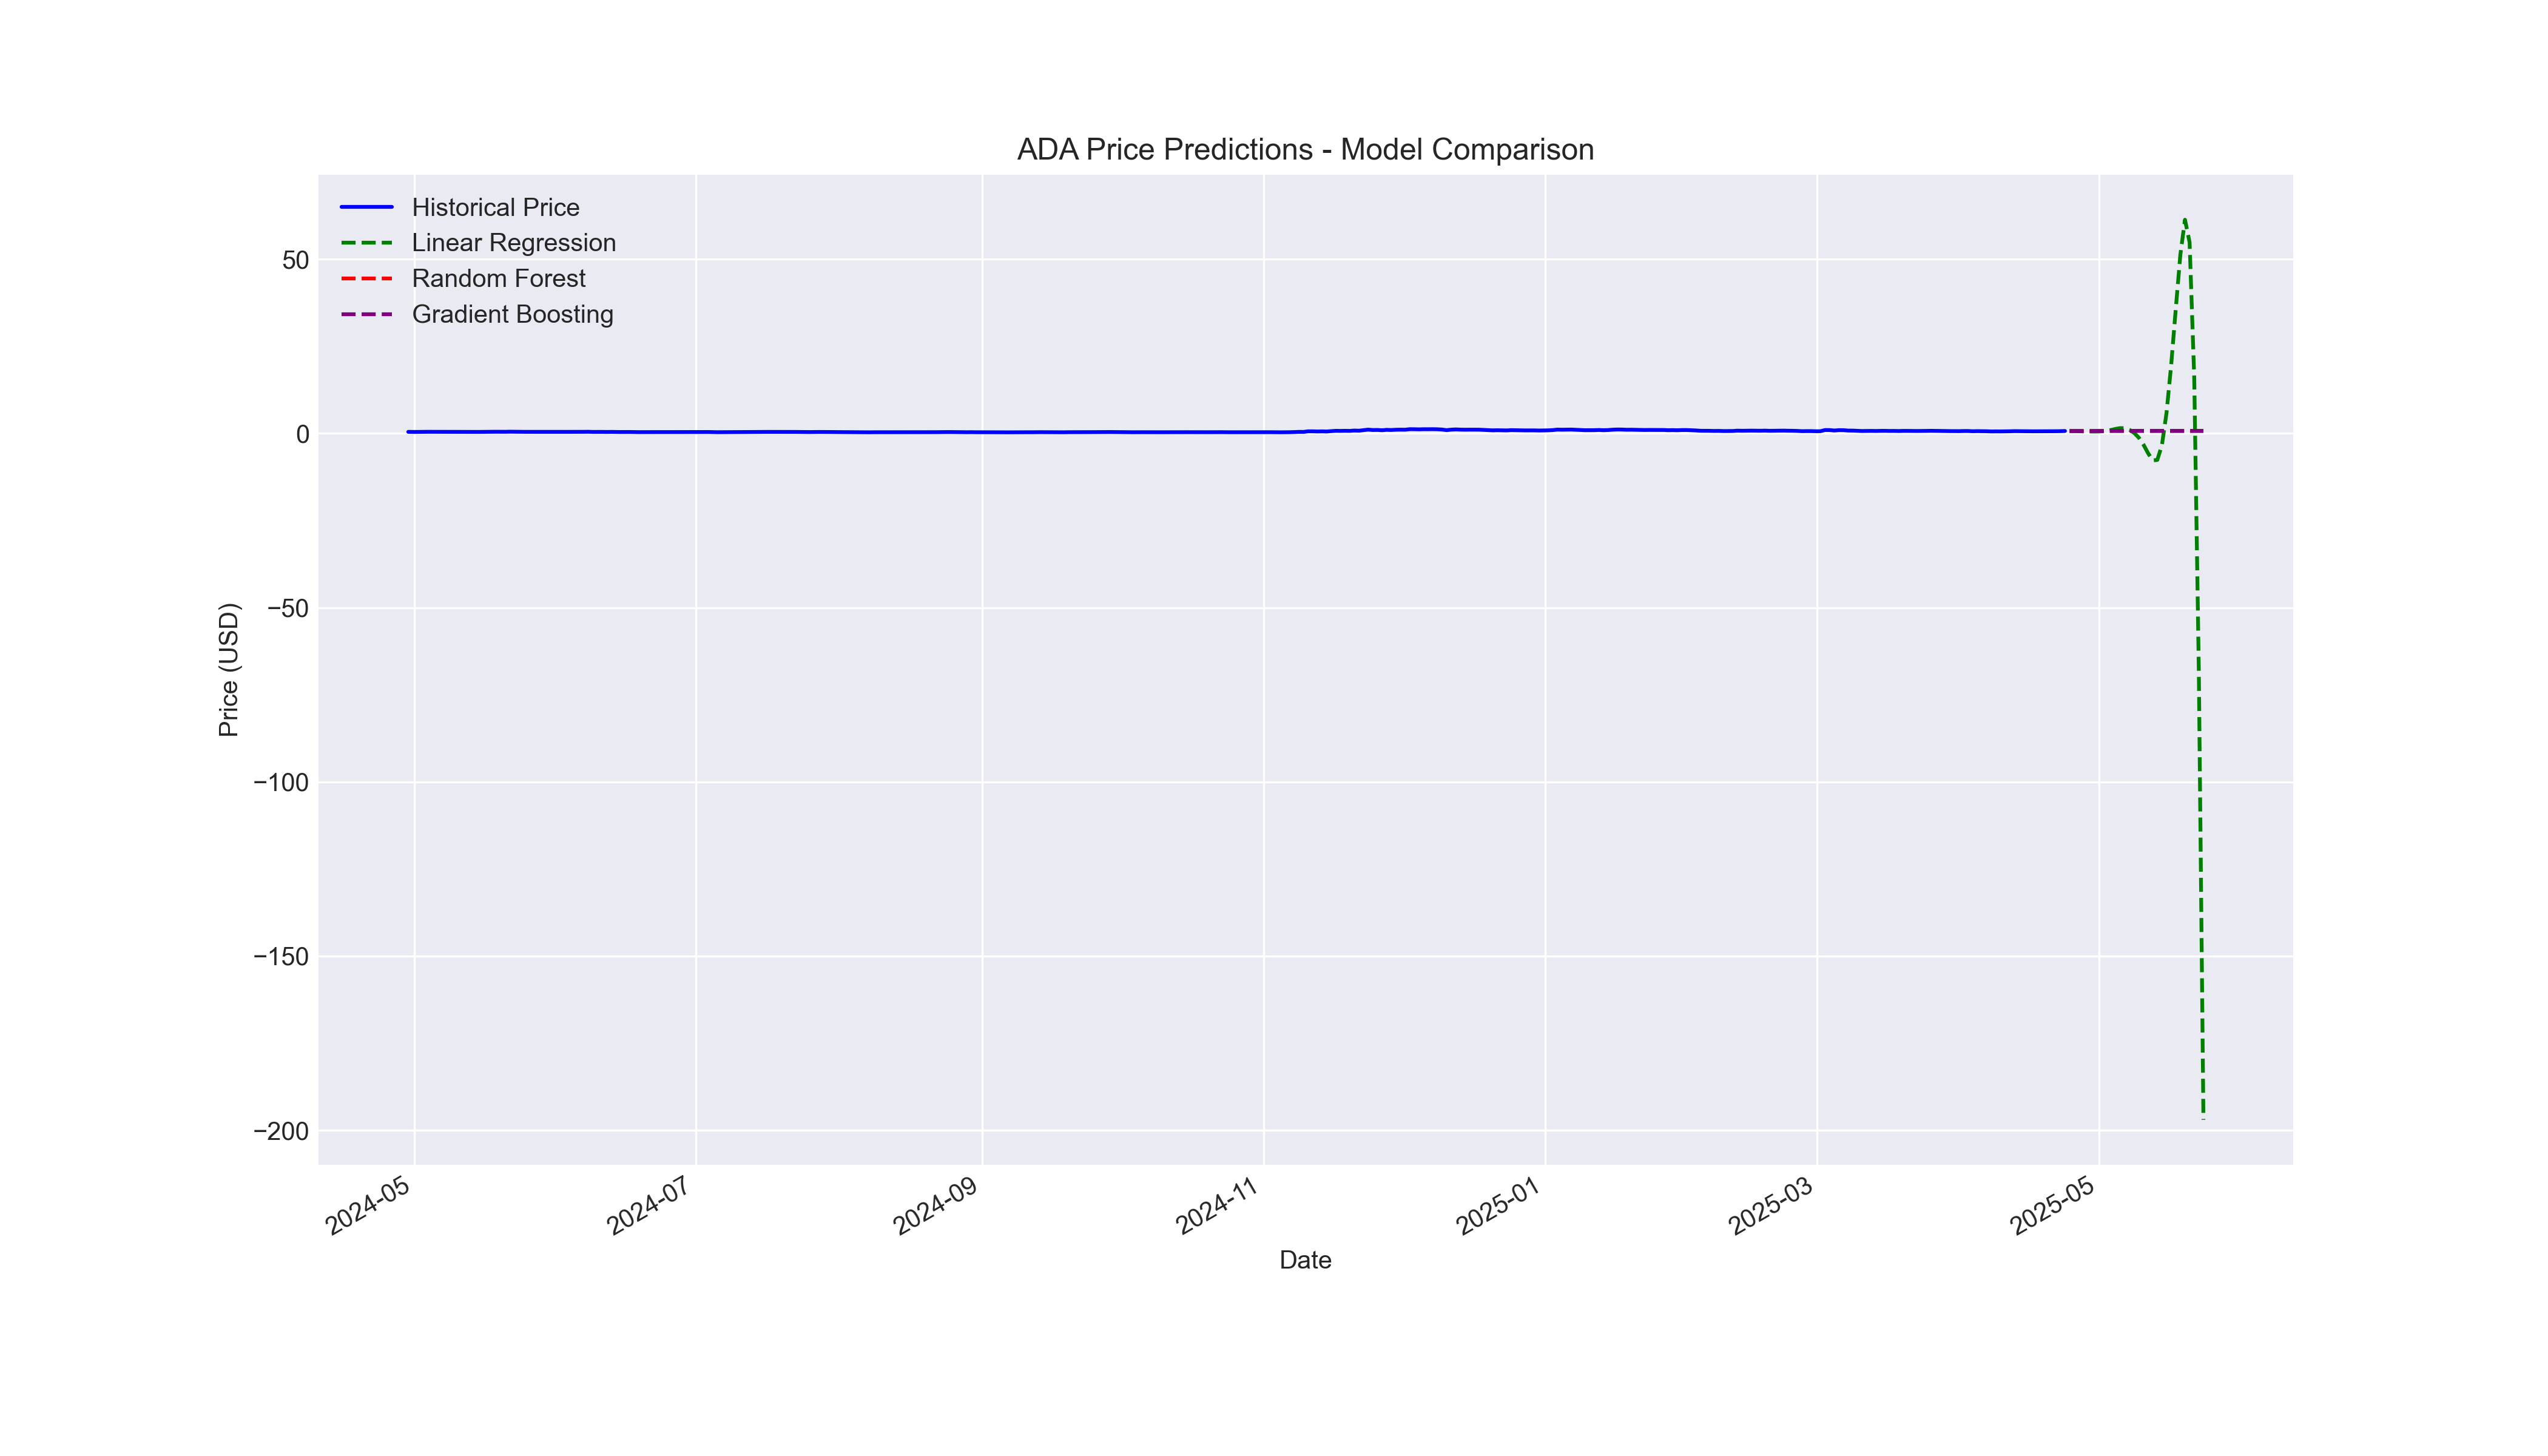 ADA Price Predictions - Model Comparison
Historical Price
Linear Regression
Random Forest
Gradient Boosting
50
0
−50
−100
−150
−200
Price (USD)
2024-05
2024-07
2024-09
2024-11
2025-01
2025-03
2025-05
Date